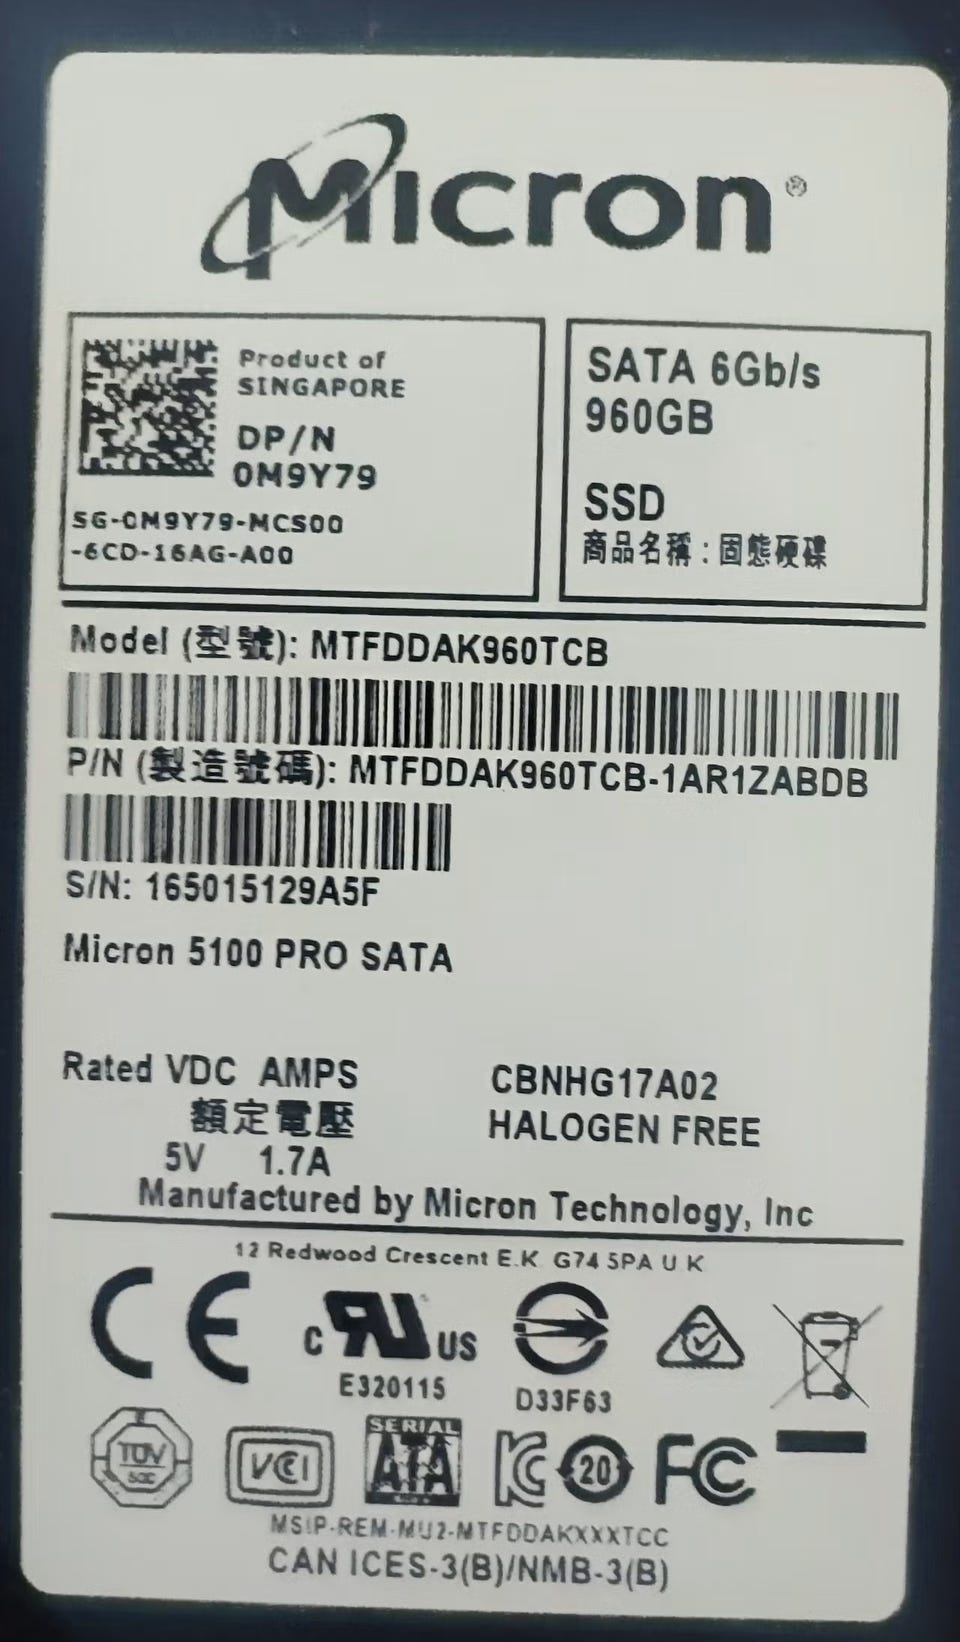 Micron®
Product of
SINGAPORE
DP/N
0M9Y79
SG-0M9Y79-MCS00
-6CD-16AG-A00
SATA 6Gb/s
960GB
SSD
商品名稱：固態硬碟
Model (型號): MTFDDAK960TCB
P/N (製造號碼): MTFDDAK960TCB-1AR1ZABDB
S/N: 165015129A5F
Micron 5100 PRO SATA
Rated VDC AMPS
額定電壓
5V 1.7A
CBNHG17A02
HALOGEN FREE
Manufactured by Micron Technology, Inc
12 Redwood Crescent E.K. G74 5PA U K
CE
C UL US
E320115
D33F63
TUV
VCI
SERIAL
ATA
KC
20
FC
MSIP-REM-MU2-MTFDDAKXXXTCC
CAN ICES-3(B)/NMB-3(B)